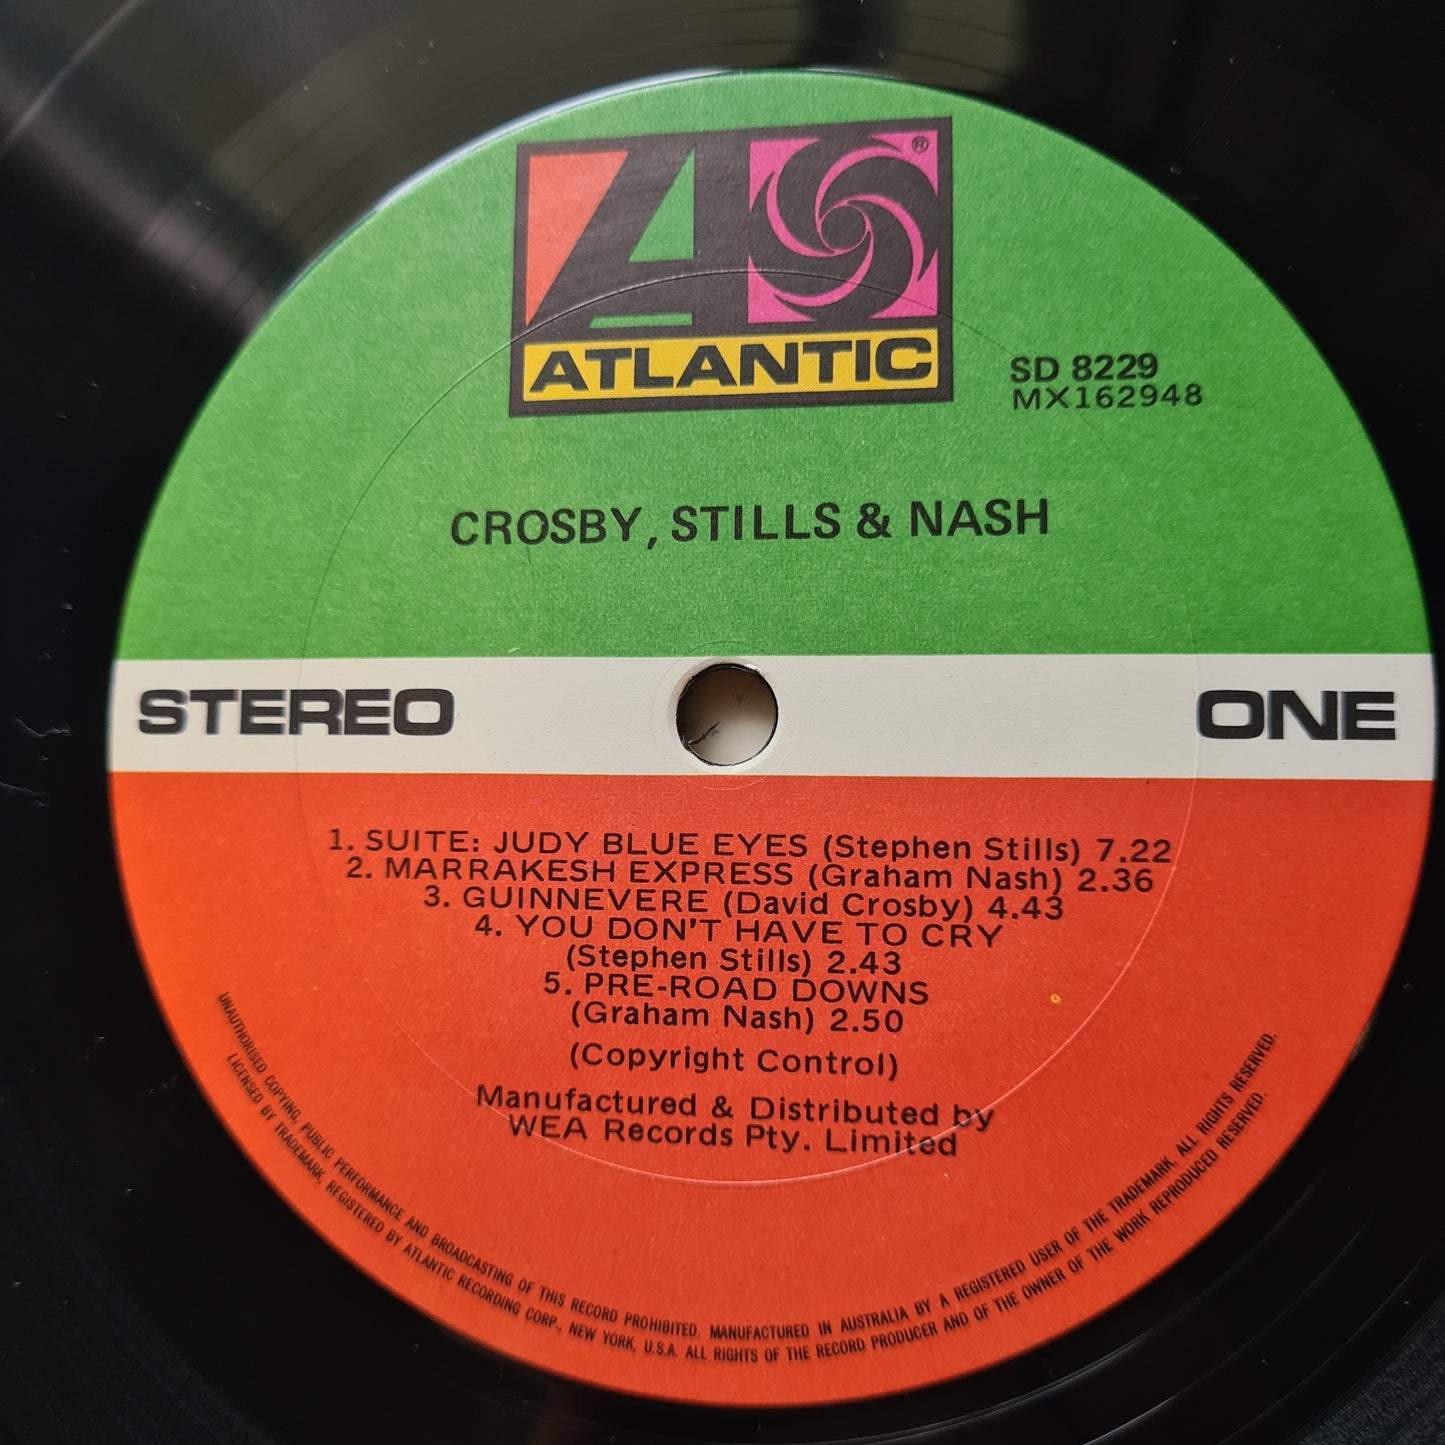 ®
ATLANTIC
SD 8229
MX162948
CROSBY, STILLS & NASH
STEREO
ONE
1. SUITE: JUDY BLUE EYES (Stephen Stills) 7.22
2. MARRAKESH EXPRESS (Graham Nash) 2.36
3. GUINNEVERE (David Crosby) 4.43
4. YOU DON'T HAVE TO CRY
(Stephen Stills) 2.43
5. PRE-ROAD DOWNS
(Graham Nash) 2.50
(Copyright Control)
Manufactured & Distributed by
WEA Records Pty. Limited
UNAUTHORISED COPYING, PUBLIC PERFORMANCE AND BROADCASTING OF THIS RECORD PROHIBITED. MANUFACTURED IN AUSTRALIA BY A REGISTERED USER OF THE TRADEMARK. ALL RIGHTS RESERVED.
LICENSED BY TRADEMARK, REGISTERED BY ATLANTIC RECORDING CORP., NEW YORK, U.S.A. ALL RIGHTS OF THE RECORD PRODUCER AND OF THE OWNER OF THE WORK REPRODUCED RESERVED.